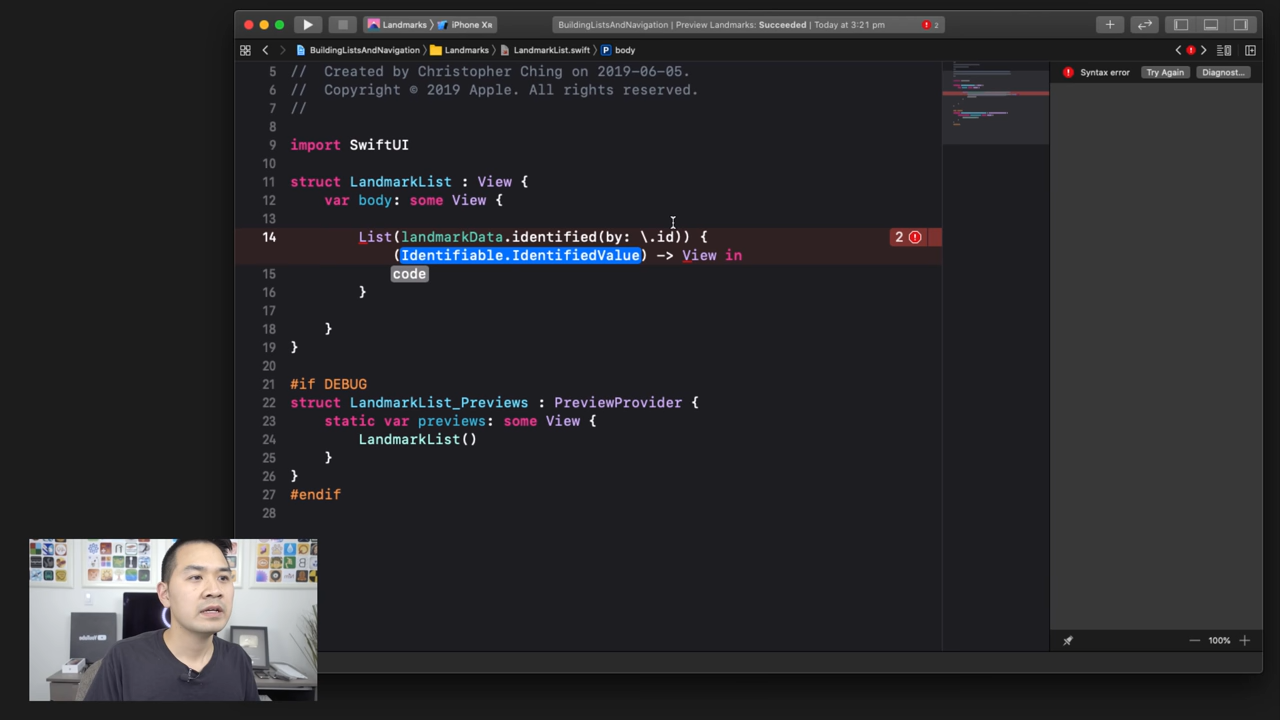 Landmarks
iPhone Xʀ
BuildingListsAndNavigation | Preview Landmarks: Succeeded | Today at 3:21 pm
2
BuildingListsAndNavigation
Landmarks
LandmarkList.swift
P body
Syntax error
Try Again
Diagnost...
5 // Created by Christopher Ching on 2019-06-05.
6 // Copyright © 2019 Apple. All rights reserved.
7 //
8
9 import SwiftUI
10
11 struct LandmarkList : View {
12 var body: some View {
13
14 List(landmarkData.identified(by: \.id)) {
2
(Identifiable.IdentifiedValue) -> View in
15 code
16 }
17
18 }
19 }
20
21 #if DEBUG
22 struct LandmarkList_Previews : PreviewProvider {
23 static var previews: some View {
24 LandmarkList()
25 }
26 }
27 #endif
28
100%